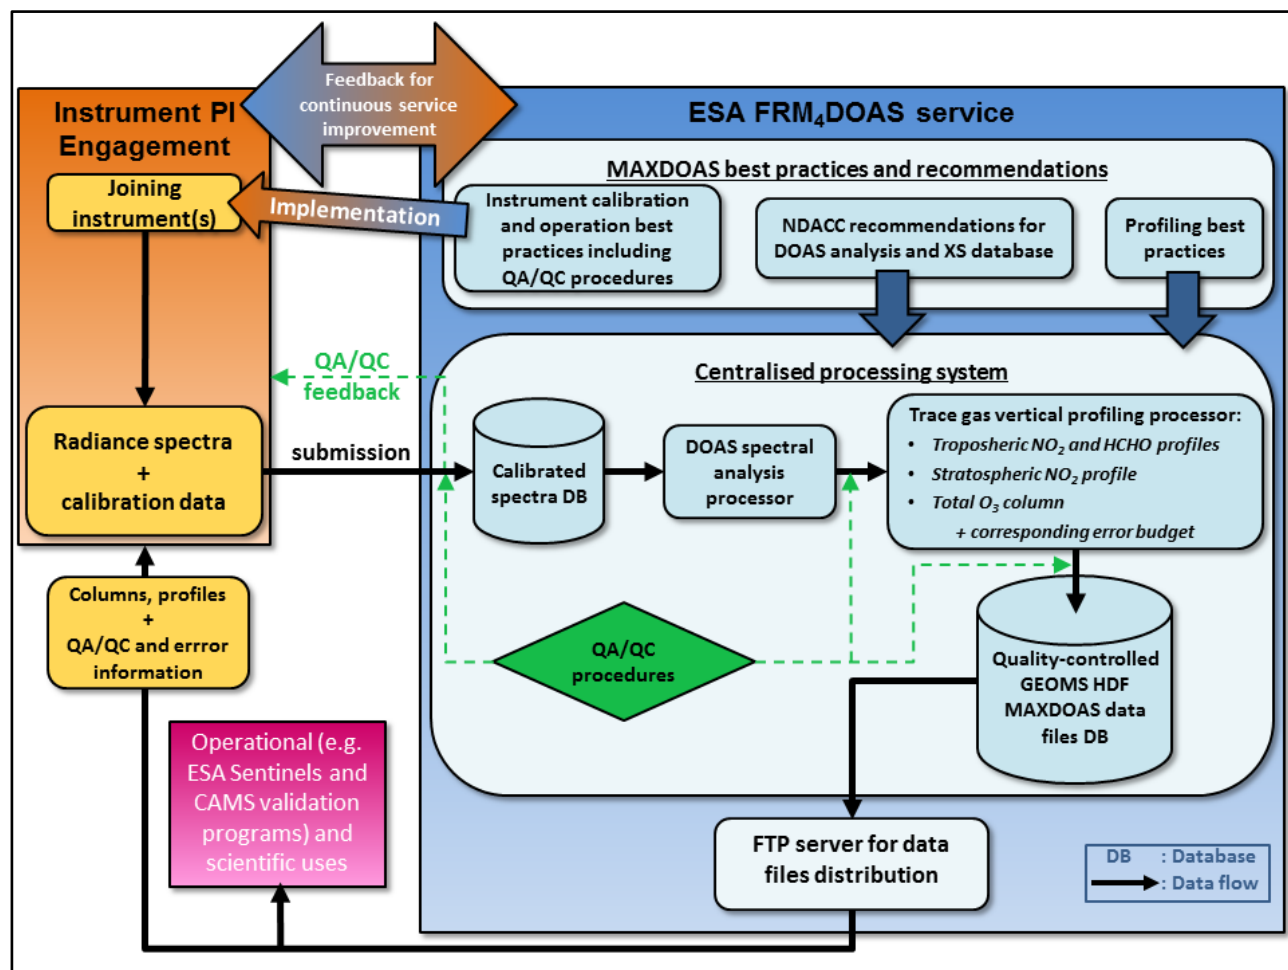 Feedback for
continuous service
improvement
Instrument PI
Engagement
Joining
instrument(s)
Implementation
Radiance spectra
+
calibration data
Columns, profiles
+
QA/QC and errror
information
Operational (e.g.
ESA Sentinels and
CAMS validation
programs) and
scientific uses
QA/QC
feedback
submission
ESA FRM₄DOAS service
MAXDOAS best practices and recommendations
Instrument calibration
and operation best
practices including
QA/QC procedures
NDACC recommendations for
DOAS analysis and XS database
Profiling best
practices
Centralised processing system
Calibrated
spectra DB
DOAS spectral
analysis
processor
Trace gas vertical profiling processor:
• Troposheric NO₂ and HCHO profiles
• Stratospheric NO₂ profile
• Total O₃ column
+ corresponding error budget
QA/QC
procedures
Quality-controlled
GEOMS HDF
MAXDOAS data
files DB
FTP server for data
files distribution
DB : Database
: Data flow